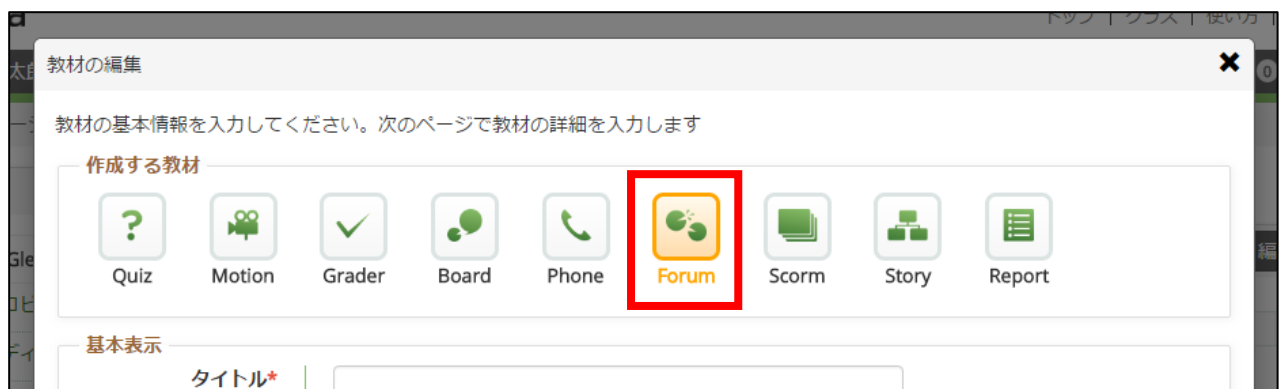 トップ | クラス | 使い方 |
教材の編集
教材の基本情報を入力してください。次のページで教材の詳細を入力します
作成する教材
Quiz Motion Grader Board Phone Forum Scorm Story Report
基本表示
タイトル*